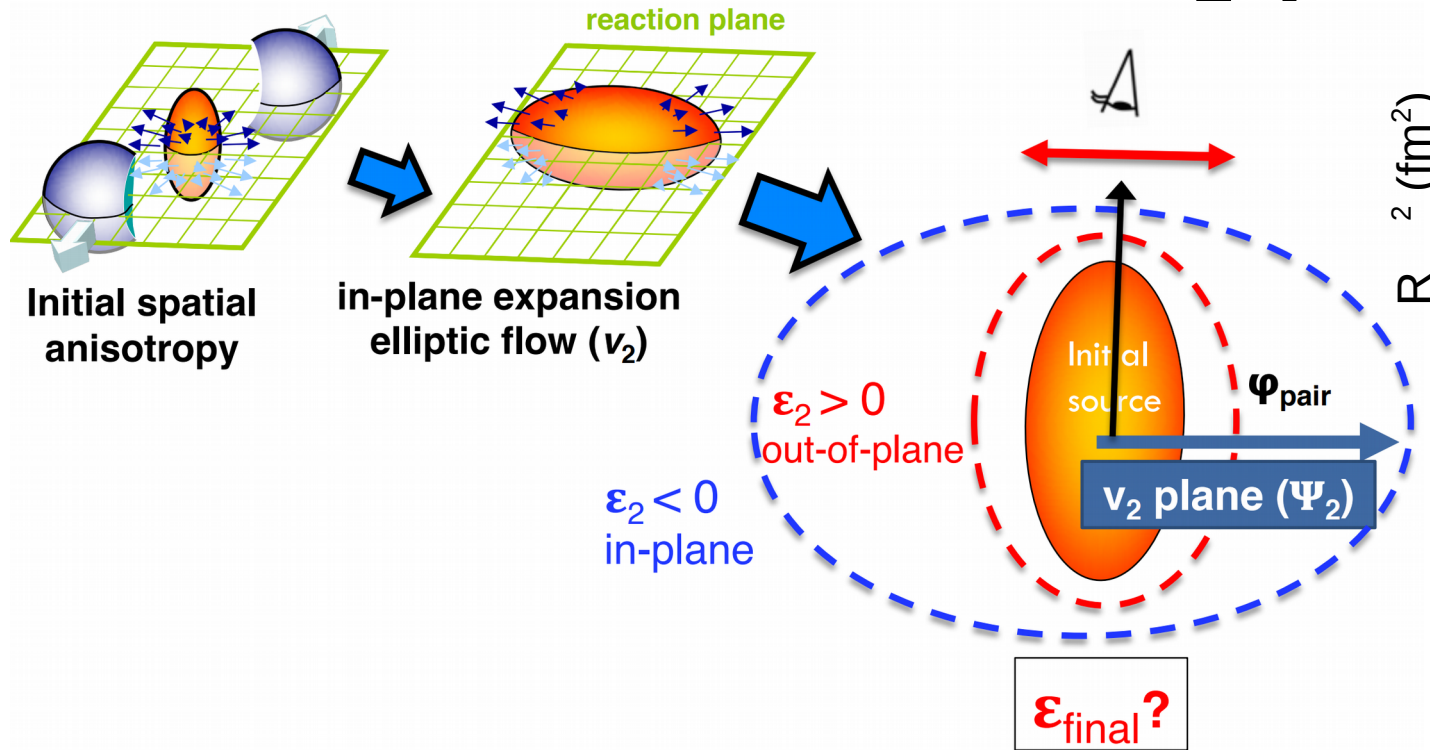 reaction plane
Initial spatial
anisotropy
in-plane expansion
elliptic flow (v₂)
R ² (fm²)
Initial
source
φpair
ε₂ > 0
out-of-plane
v₂ plane (Ψ₂)
ε₂ < 0
in-plane
εfinal?